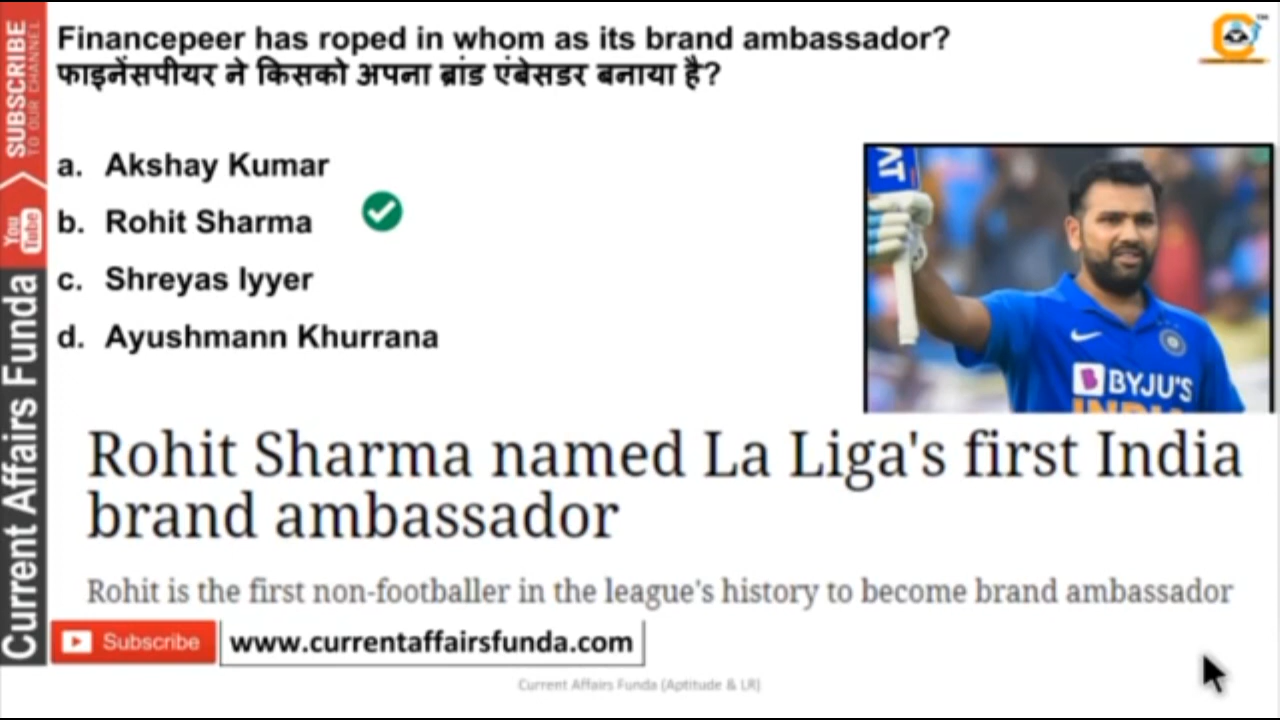 Financepeer has roped in whom as its brand ambassador?
फाइनेंसपीयर ने किसको अपना ब्रांड एंबेसडर बनाया है?
a. Akshay Kumar
b. Rohit Sharma
c. Shreyas Iyyer
d. Ayushmann Khurrana
BYJU'S
INDIA
Rohit Sharma named La Liga's first India
brand ambassador
Rohit is the first non-footballer in the league's history to become brand ambassador
Subscribe
www.currentaffairsfunda.com
Current Affairs Funda (Aptitude & LR)
SUBSCRIBE
TO OUR CHANNEL
You
Tube
Current Affairs Funda